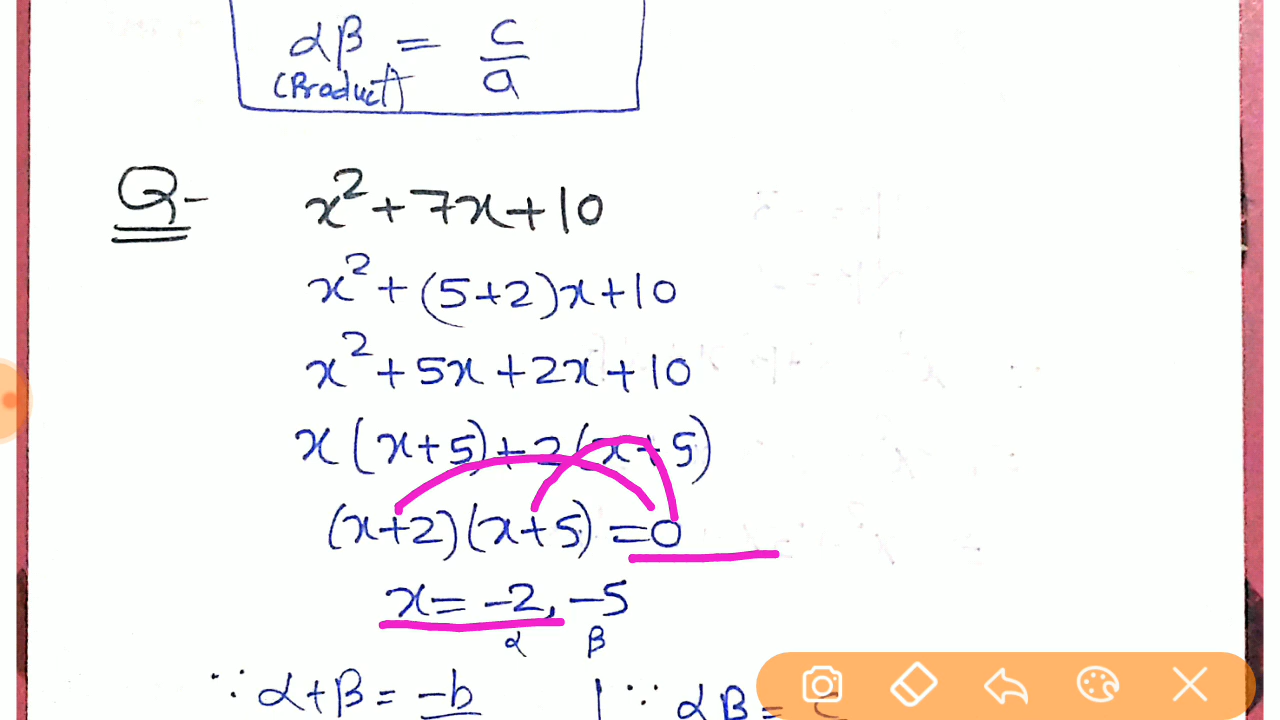 αβ = c/a
(Product)
Q- x²+7x+10
x²+(5+2)x+10
x²+5x+2x+10
x(x+5)+2(x+5)
(x+2)(x+5)=0
x=-2,-5
α β
∵ α+β = -b | ∵ αβ = c